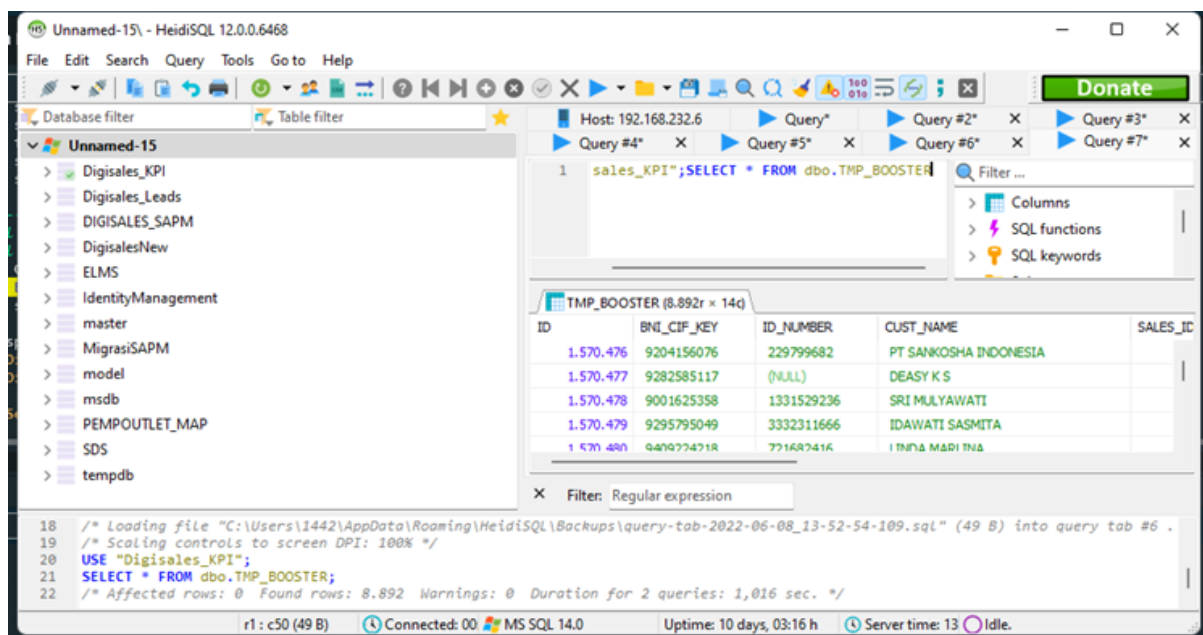 Unnamed-15\ - HeidiSQL 12.0.0.6468
File Edit Search Query Tools Go to Help
Donate
Database filter
Table filter
Unnamed-15
Digisales_KPI
Digisales_Leads
DIGISALES_SAPM
DigisalesNew
ELMS
IdentityManagement
master
MigrasiSAPM
model
msdb
PEMPOUTLET_MAP
SDS
tempdb
Host: 192.168.232.6 Query* Query #2* Query #3*
Query #4* Query #5* Query #6* Query #7*
1 sales_KPI";SELECT * FROM dbo.TMP_BOOSTER
Filter ...
Columns
SQL functions
SQL keywords
TMP_BOOSTER (8.892r × 14c)
ID BNI_CIF_KEY ID_NUMBER CUST_NAME SALES_ID
1.570.476 9204156076 229799682 PT SANKOSHA INDONESIA
1.570.477 9282585117 (NULL) DEASY K S
1.570.478 9001625358 1331529236 SRI MULYAWATI
1.570.479 9295795049 3332311666 IDAWATI SASMITA
1.570.480 9409224218 721682416 LINDA MARLINA
Filter: Regular expression
18 /* Loading file "C:\Users\1442\AppData\Roaming\HeidiSQL\Backups\query-tab-2022-06-08_13-52-54-109.sql" (49 B) into query tab #6 .
19 /* Scaling controls to screen DPI: 100% */
20 USE "Digisales_KPI";
21 SELECT * FROM dbo.TMP_BOOSTER;
22 /* Affected rows: 0 Found rows: 8.892 Warnings: 0 Duration for 2 queries: 1,016 sec. */
r1 : c50 (49 B) Connected: 00 MS SQL 14.0 Uptime: 10 days, 03:16 h Server time: 13 Idle.